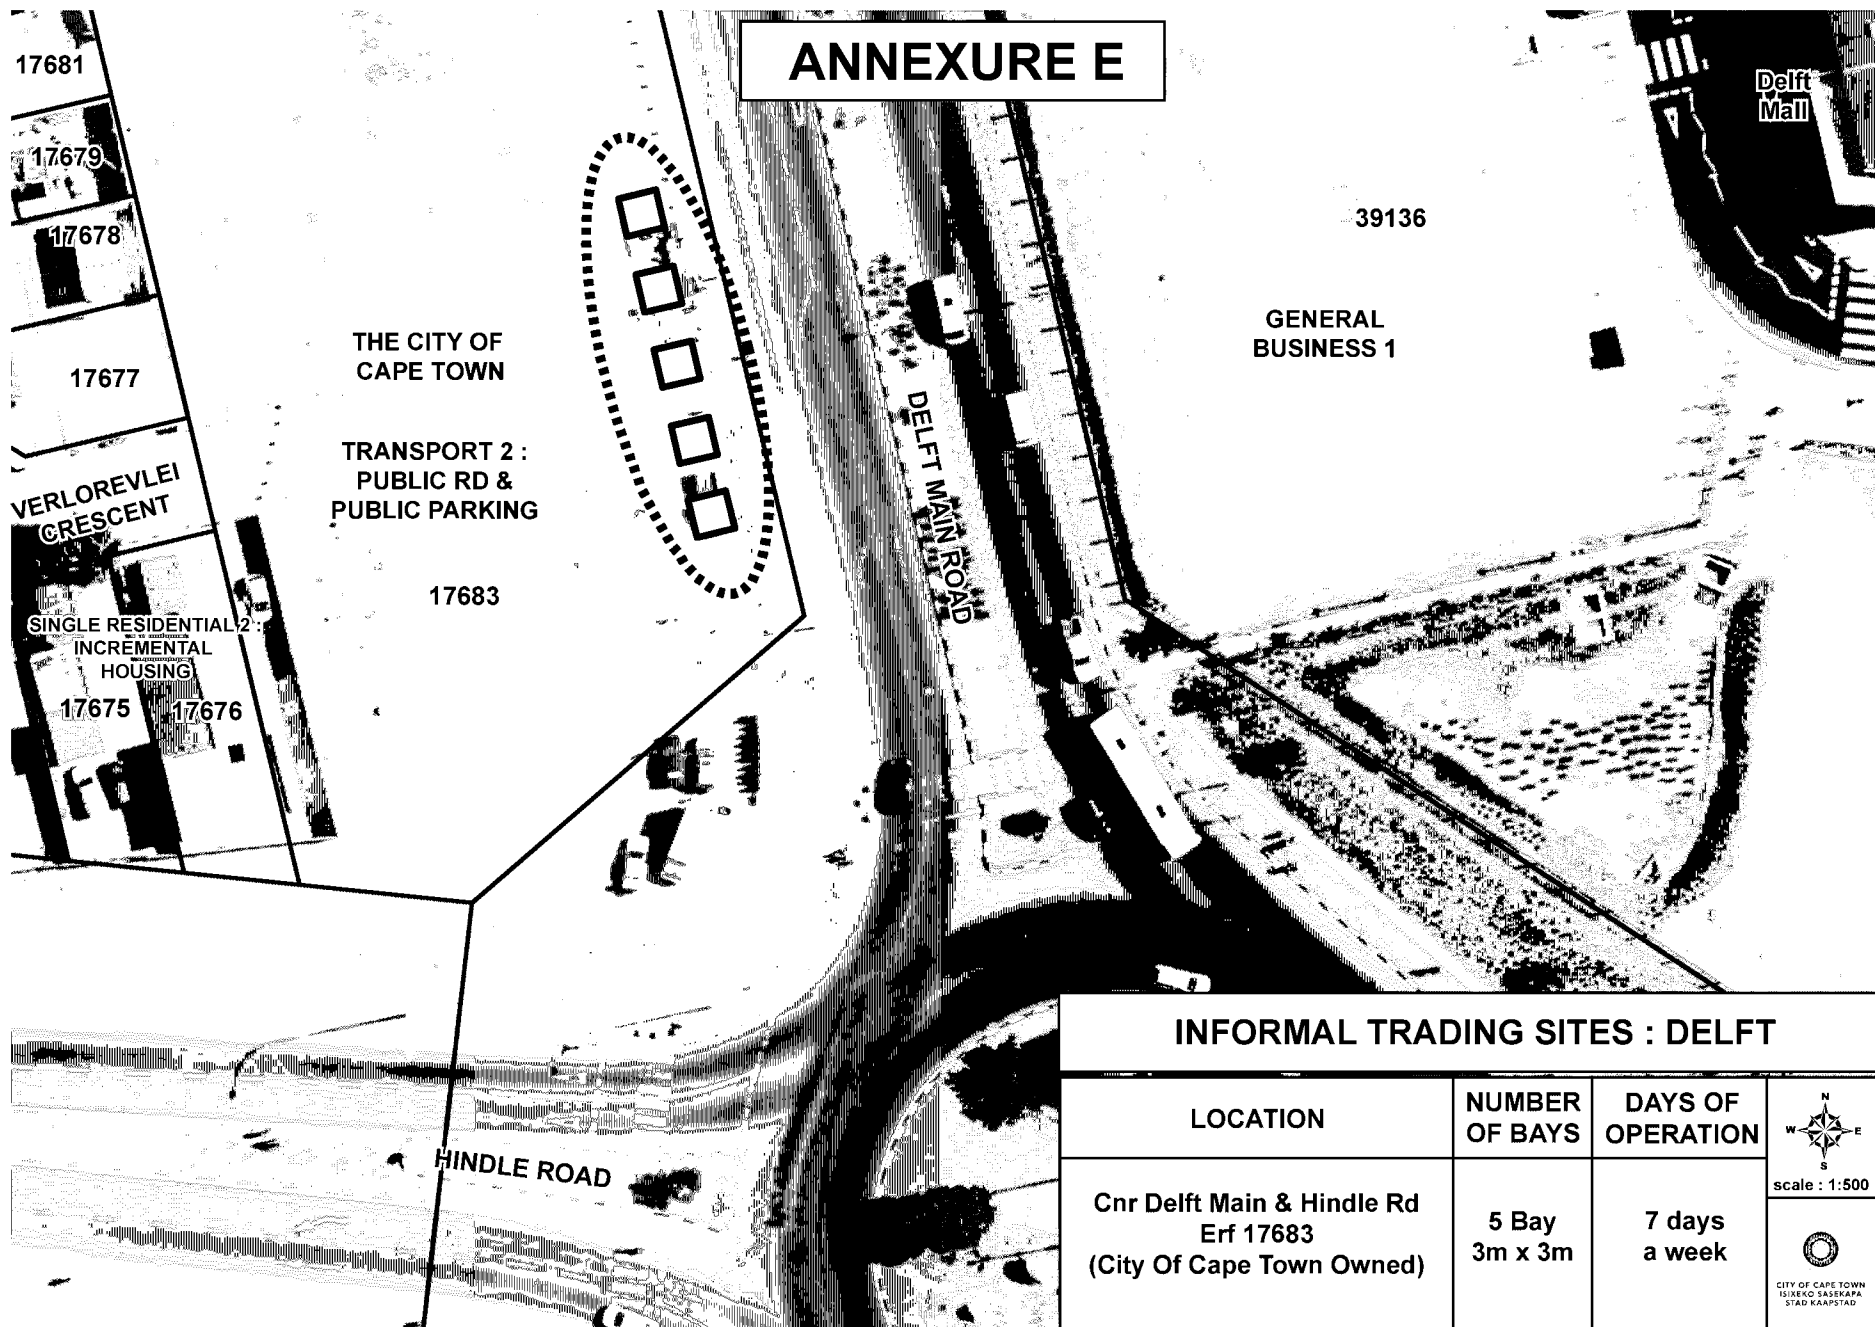 ANNEXURE E
17681
Delft
Mall
17679
17678
39136
THE CITY OF
CAPE TOWN
GENERAL
BUSINESS 1
17677
TRANSPORT 2 :
PUBLIC RD &
PUBLIC PARKING
DELFT MAIN ROAD
VERLOREVLEI
CRESCENT
17683
SINGLE RESIDENTIAL 2 :
INCREMENTAL
HOUSING
17675
17676
HINDLE ROAD
INFORMAL TRADING SITES : DELFT
LOCATION
NUMBER
OF BAYS
DAYS OF
OPERATION
N
W
E
S
scale : 1:500
Cnr Delft Main & Hindle Rd
Erf 17683
(City Of Cape Town Owned)
5 Bay
3m x 3m
7 days
a week
CITY OF CAPE TOWN
ISIXEKO SASEKAPA
STAD KAAPSTAD